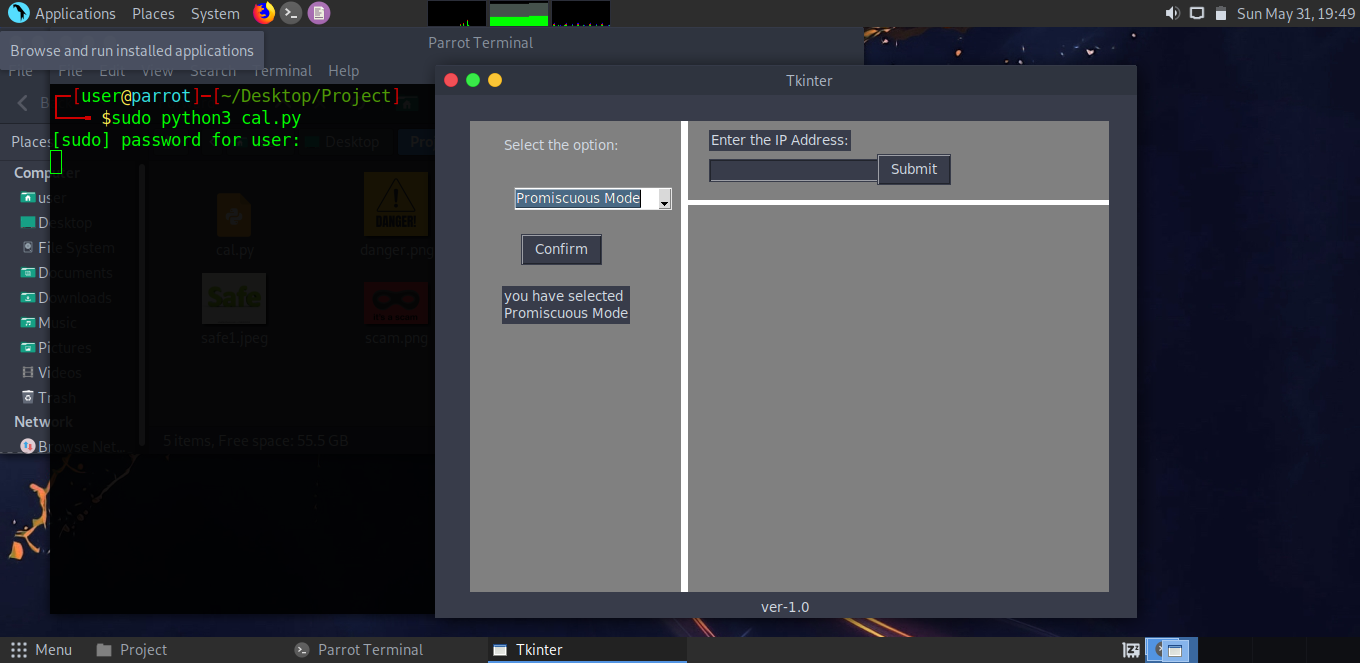 Applications Places System
Sun May 31, 19:49
Browse and run installed applications
Parrot Terminal
File
File Edit View Search Terminal Help
Tkinter
┌─[user@parrot]─[~/Desktop/Project]
└──╼ $sudo python3 cal.py
[sudo] password for user:
Places
Desktop
Computer
user
Desktop
File System
Documents
Downloads
Music
Pictures
Videos
Trash
Network
Browse Net...
cal.py
danger.png
DANGER!
Safe
safe1.jpeg
scam.png
5 items, Free space: 55.5 GB
Select the option:
Promiscuous Mode
Confirm
you have selected
Promiscuous Mode
Enter the IP Address:
Submit
ver-1.0
Menu
Project
Parrot Terminal
Tkinter